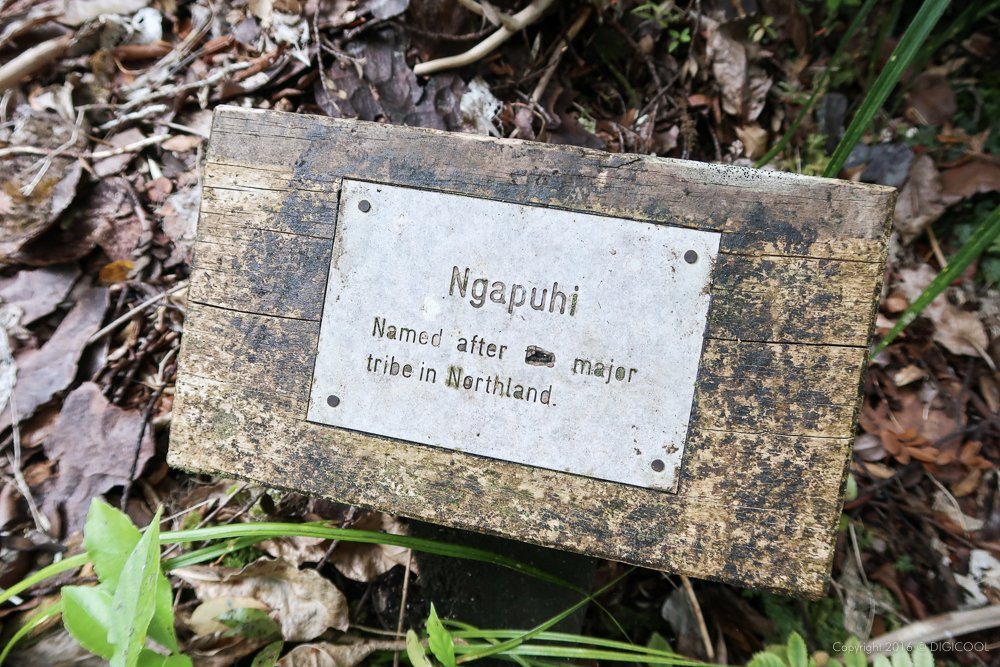 Ngapuhi
Named after major
tribe in Northland.
Copyright 2016 © DIGICOOL